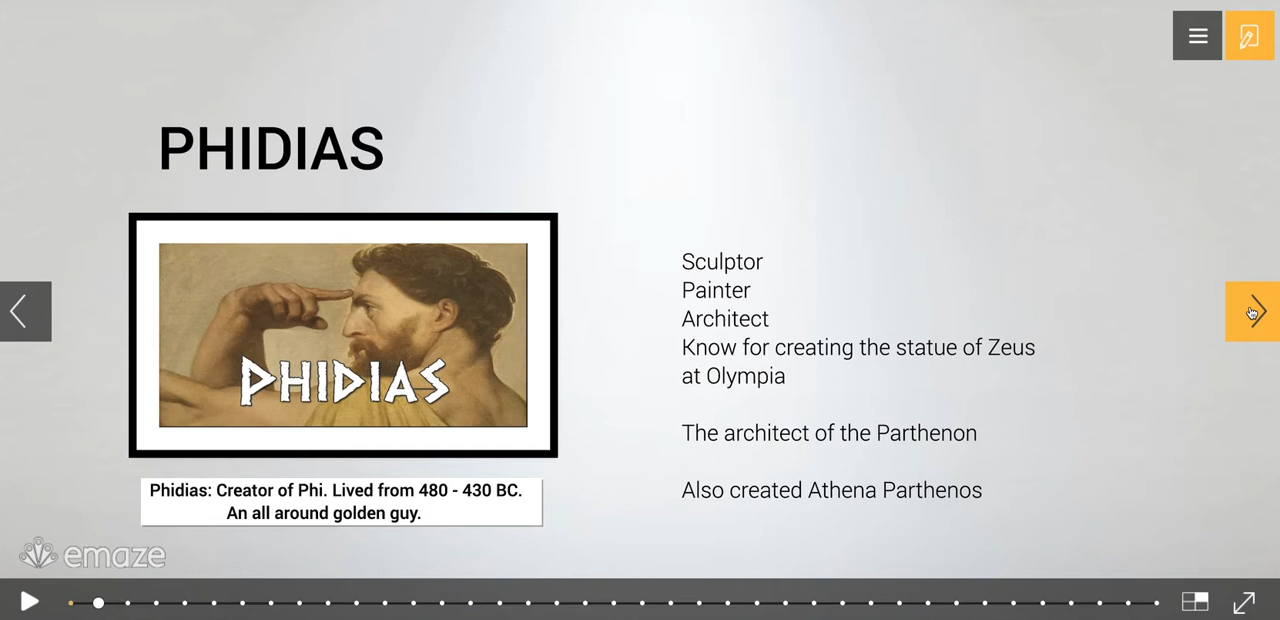 PHIDIAS
PHIDIAS
Phidias: Creator of Phi. Lived from 480 - 430 BC.
An all around golden guy.
Sculptor
Painter
Architect
Know for creating the statue of Zeus
at Olympia
The architect of the Parthenon
Also created Athena Parthenos
emaze